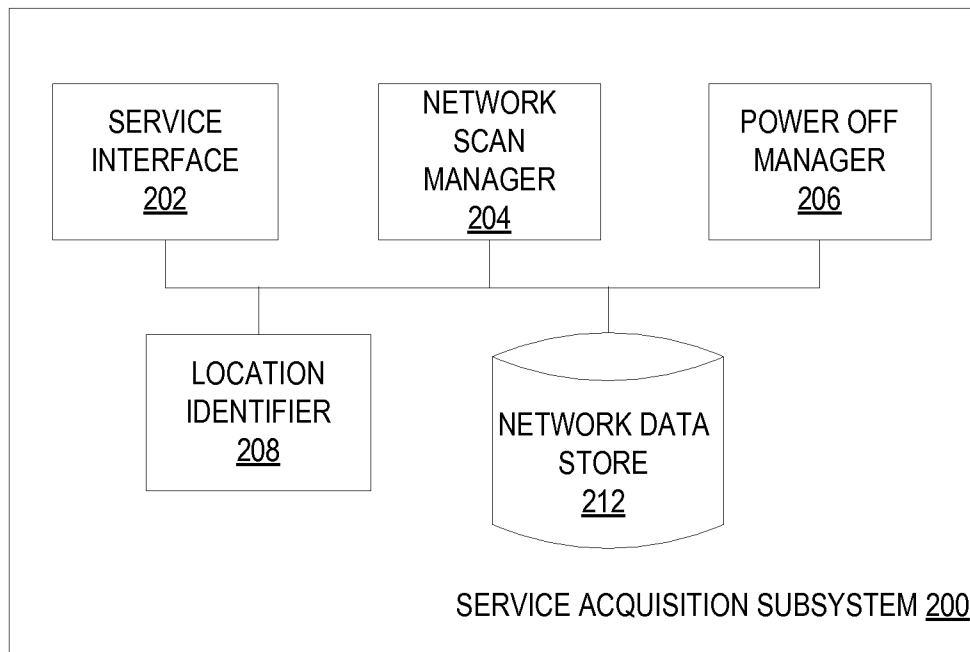 SERVICE
INTERFACE
202
NETWORK
SCAN
MANAGER
204
POWER OFF
MANAGER
206
LOCATION
IDENTIFIER
208
NETWORK DATA
STORE
212
SERVICE ACQUISITION SUBSYSTEM 200